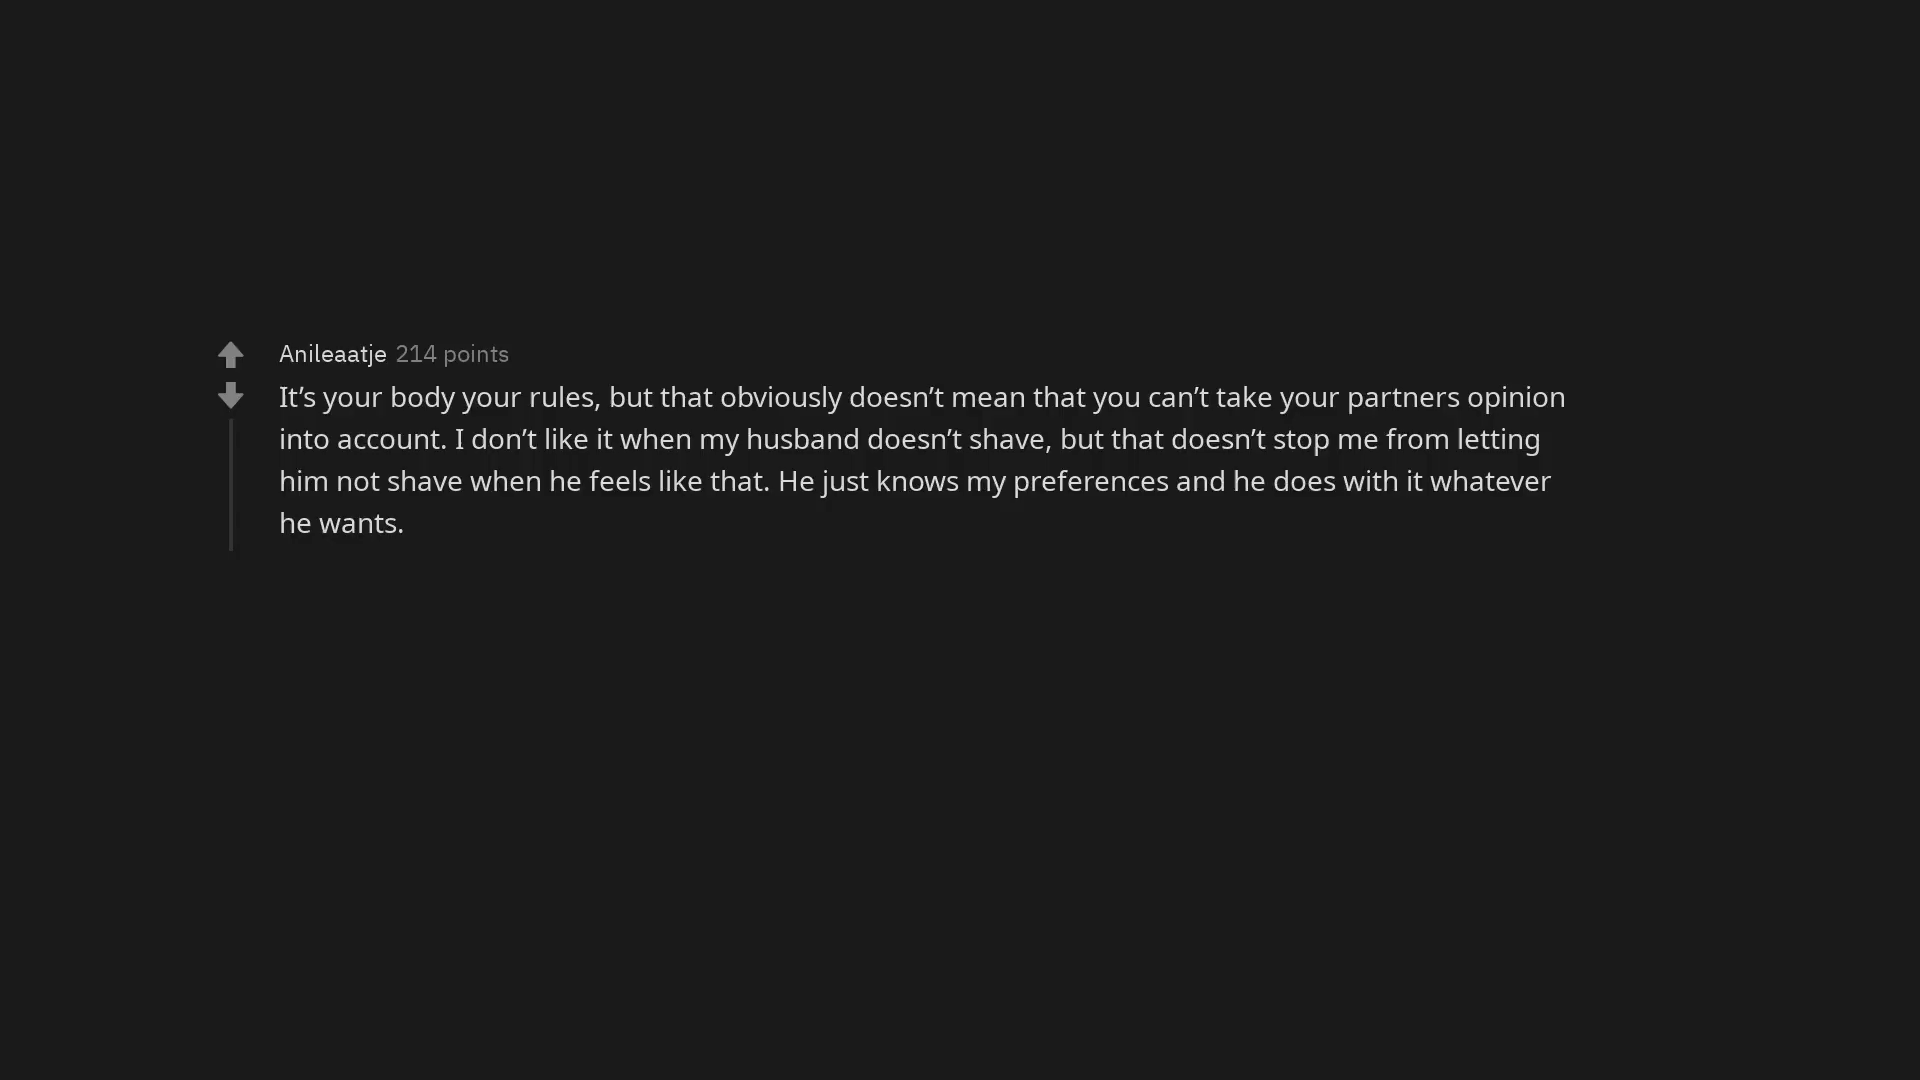 Anileaatje 214 points
It’s your body your rules, but that obviously doesn’t mean that you can’t take your partners opinion
into account. I don’t like it when my husband doesn’t shave, but that doesn’t stop me from letting
him not shave when he feels like that. He just knows my preferences and he does with it whatever
he wants.